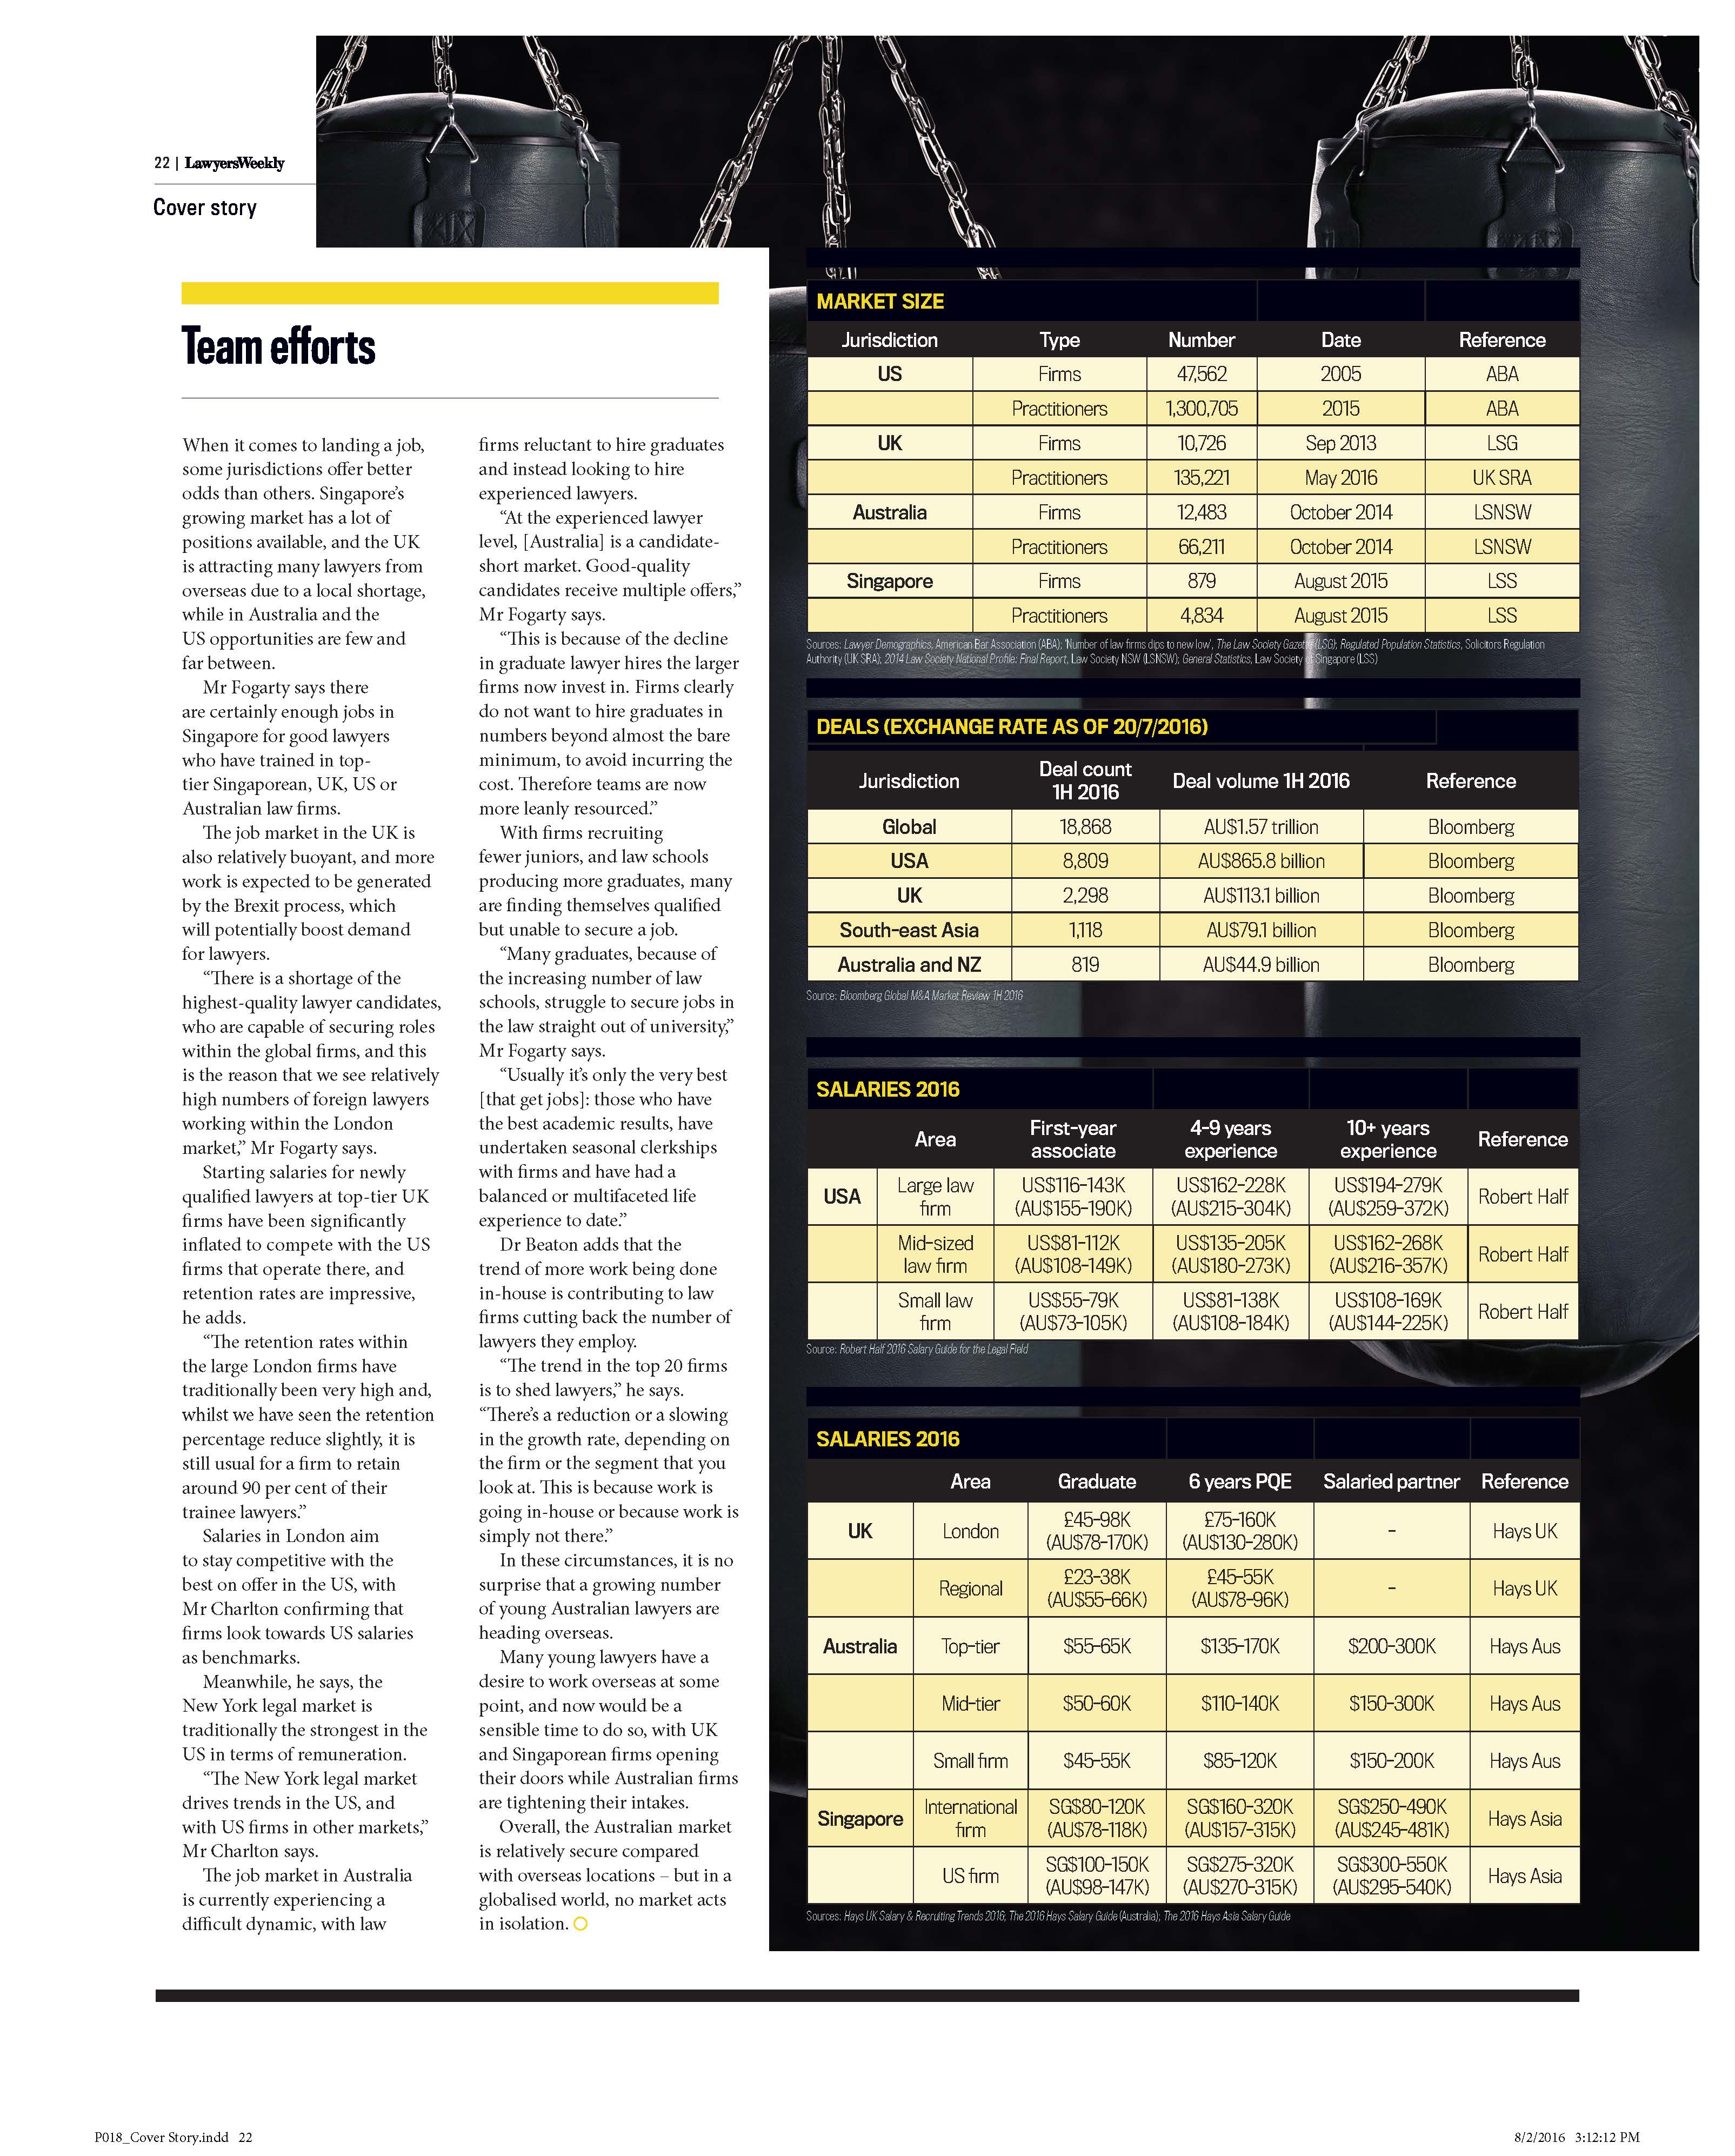 22 | LawyersWeekly
Cover story
Team efforts
When it comes to landing a job,
some jurisdictions offer better
odds than others. Singapore's
growing market has a lot of
positions available, and the UK
is attracting many lawyers from
overseas due to a local shortage,
while in Australia and the
US opportunities are few and
far between.
Mr Fogarty says there
are certainly enough jobs in
Singapore for good lawyers
who have trained in top-
tier Singaporean, UK, US or
Australian law firms.
The job market in the UK is
also relatively buoyant, and more
work is expected to be generated
by the Brexit process, which
will potentially boost demand
for lawyers.
“There is a shortage of the
highest-quality lawyer candidates,
who are capable of securing roles
within the global firms, and this
is the reason that we see relatively
high numbers of foreign lawyers
working within the London
market,” Mr Fogarty says.
Starting salaries for newly
qualified lawyers at top-tier UK
firms have been significantly
inflated to compete with the US
firms that operate there, and
retention rates are impressive,
he adds.
“The retention rates within
the large London firms have
traditionally been very high and,
whilst we have seen the retention
percentage reduce slightly, it is
still usual for a firm to retain
around 90 per cent of their
trainee lawyers.”
Salaries in London aim
to stay competitive with the
best on offer in the US, with
Mr Charlton confirming that
firms look towards US salaries
as benchmarks.
Meanwhile, he says, the
New York legal market is
traditionally the strongest in the
US in terms of remuneration.
“The New York legal market
drives trends in the US, and
with US firms in other markets,”
Mr Charlton says.
The job market in Australia
is currently experiencing a
difficult dynamic, with law
firms reluctant to hire graduates
and instead looking to hire
experienced lawyers.
“At the experienced lawyer
level, [Australia] is a candidate-
short market. Good-quality
candidates receive multiple offers,”
Mr Fogarty says.
“This is because of the decline
in graduate lawyer hires the larger
firms now invest in. Firms clearly
do not want to hire graduates in
numbers beyond almost the bare
minimum, to avoid incurring the
cost. Therefore teams are now
more leanly resourced.”
With firms recruiting
fewer juniors, and law schools
producing more graduates, many
are finding themselves qualified
but unable to secure a job.
“Many graduates, because of
the increasing number of law
schools, struggle to secure jobs in
the law straight out of university,”
Mr Fogarty says.
“Usually it's only the very best
[that get jobs]: those who have
the best academic results, have
undertaken seasonal clerkships
with firms and have had a
balanced or multifaceted life
experience to date.”
Dr Beaton adds that the
trend of more work being done
in-house is contributing to law
firms cutting back the number of
lawyers they employ.
“The trend in the top 20 firms
is to shed lawyers,” he says.
“There's a reduction or a slowing
in the growth rate, depending on
the firm or the segment that you
look at. This is because work is
going in-house or because work is
simply not there.”
In these circumstances, it is no
surprise that a growing number
of young Australian lawyers are
heading overseas.
Many young lawyers have a
desire to work overseas at some
point, and now would be a
sensible time to do so, with UK
and Singaporean firms opening
their doors while Australian firms
are tightening their intakes.
Overall, the Australian market
is relatively secure compared
with overseas locations – but in a
globalised world, no market acts
in isolation.
MARKET SIZE
Jurisdiction Type Number Date Reference
US Firms 47,562 2005 ABA
Practitioners 1,300,705 2015 ABA
UK Firms 10,726 Sep 2013 LSG
Practitioners 135,221 May 2016 UK SRA
Australia Firms 12,483 October 2014 LSNSW
Practitioners 66,211 October 2014 LSNSW
Singapore Firms 879 August 2015 LSS
Practitioners 4,834 August 2015 LSS
Sources: Lawyer Demographics, American Bar Association (ABA); 'Number of law firms dips to new low', The Law Society Gazette (LSG); Regulated Population Statistics, Solicitors Regulation
Authority (UK SRA); 2014 Law Society National Profile: Final Report, Law Society NSW (LSNSW); General Statistics, Law Society of Singapore (LSS)
DEALS (EXCHANGE RATE AS OF 20/7/2016)
Jurisdiction Deal count 1H 2016 Deal volume 1H 2016 Reference
Global 18,868 AU$1.57 trillion Bloomberg
USA 8,809 AU$865.8 billion Bloomberg
UK 2,298 AU$113.1 billion Bloomberg
South-east Asia 1,118 AU$79.1 billion Bloomberg
Australia and NZ 819 AU$44.9 billion Bloomberg
Source: Bloomberg Global M&A Market Review 1H 2016
SALARIES 2016
Area First-year associate 4-9 years experience 10+ years experience Reference
USA Large law firm US$116-143K (AU$155-190K) US$162-228K (AU$215-304K) US$194-279K (AU$259-372K) Robert Half
Mid-sized law firm US$81-112K (AU$108-149K) US$135-205K (AU$180-273K) US$162-268K (AU$216-357K) Robert Half
Small law firm US$55-79K (AU$73-105K) US$81-138K (AU$108-184K) US$108-169K (AU$144-225K) Robert Half
Source: Robert Half 2016 Salary Guide for the Legal Field
SALARIES 2016
Area Graduate 6 years PQE Salaried partner Reference
UK London £45-98K (AU$78-170K) £75-160K (AU$130-280K) - Hays UK
Regional £23-38K (AU$55-66K) £45-55K (AU$78-96K) - Hays UK
Australia Top-tier $55-65K $135-170K $200-300K Hays Aus
Mid-tier $50-60K $110-140K $150-300K Hays Aus
Small firm $45-55K $85-120K $150-200K Hays Aus
Singapore International firm SG$80-120K (AU$78-118K) SG$160-320K (AU$157-315K) SG$250-490K (AU$245-481K) Hays Asia
US firm SG$100-150K (AU$98-147K) SG$275-320K (AU$270-315K) SG$300-550K (AU$295-540K) Hays Asia
Sources: Hays UK Salary & Recruiting Trends 2016; The 2016 Hays Salary Guide (Australia); The 2016 Hays Asia Salary Guide
P018_Cover Story.indd 22
8/2/2016 3:12:12 PM